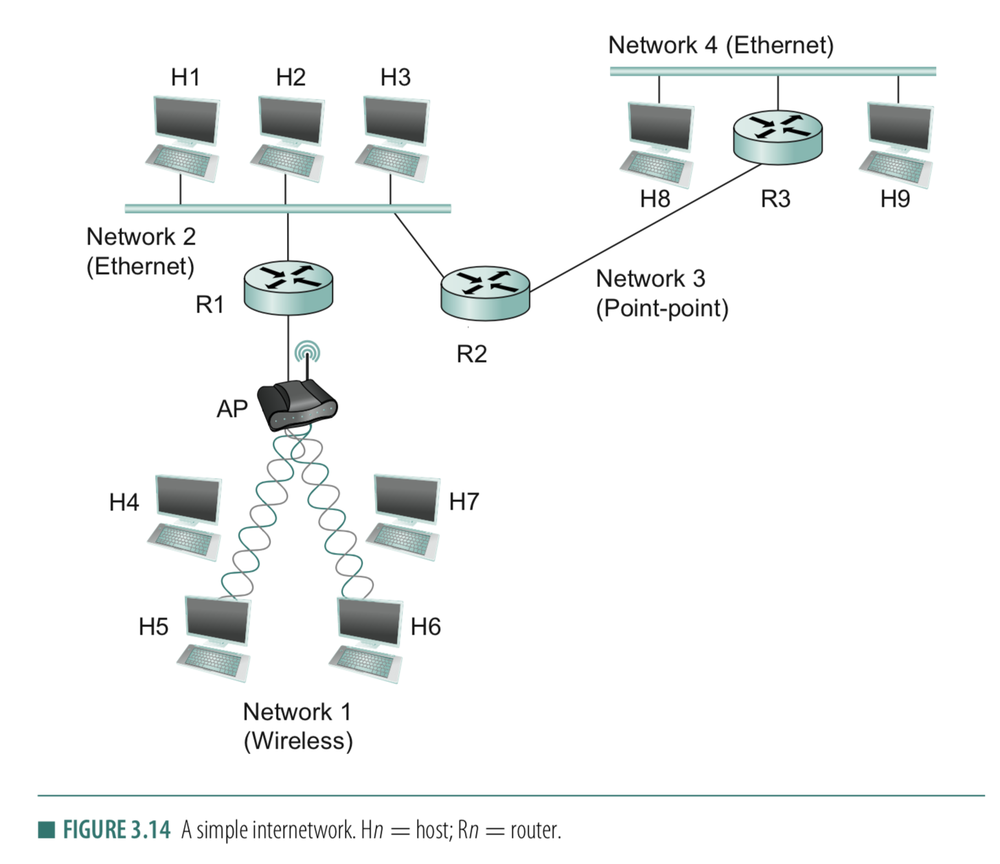 Network 4 (Ethernet)
H1
H2
H3
H8
R3
H9
Network 2
(Ethernet)
R1
R2
Network 3
(Point-point)
AP
H4
H7
H5
H6
Network 1
(Wireless)
■ FIGURE 3.14 A simple internetwork. Hn = host; Rn = router.